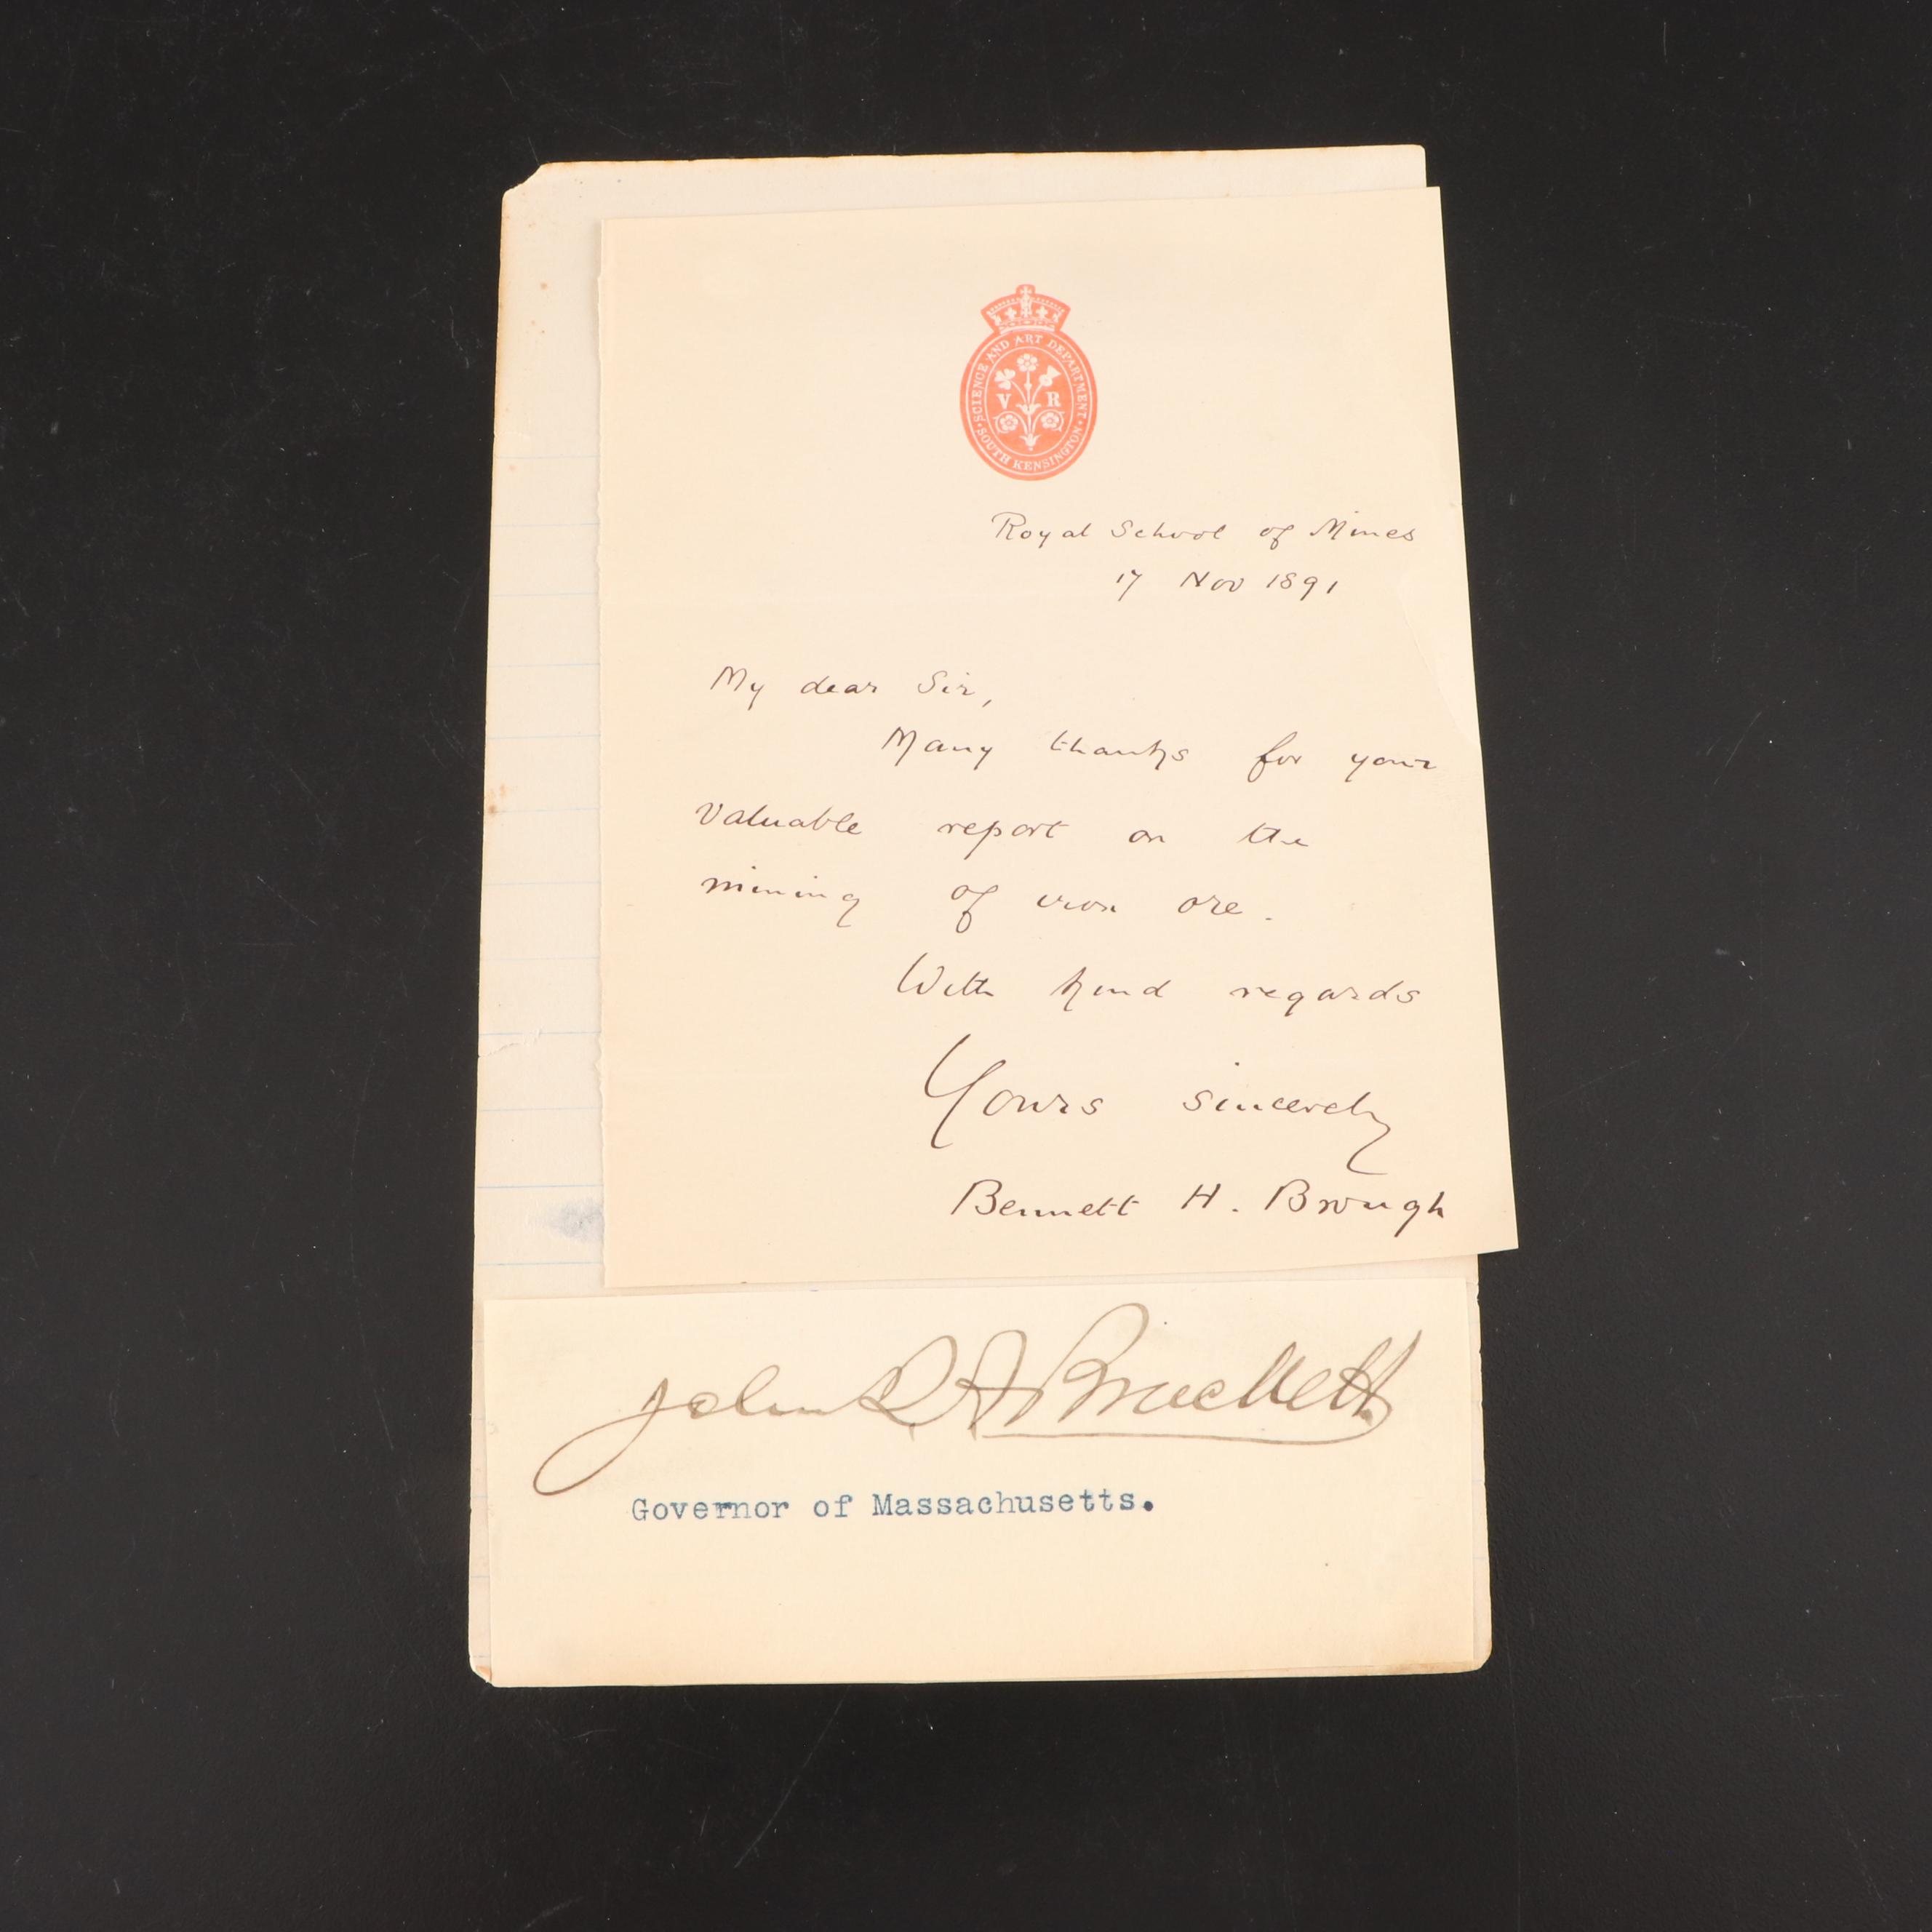 SCIENCE AND ART DEPARTMENT
V R
SOUTH KENSINGTON
Royal School of Mines
17 Nov 1891
My dear Sir,
Many thanks for your
valuable report on the
mining of iron ore.
With kind regards
Yours sincerely
Bennett H. Brough
John Q. A. Brackett
Governor of Massachusetts.